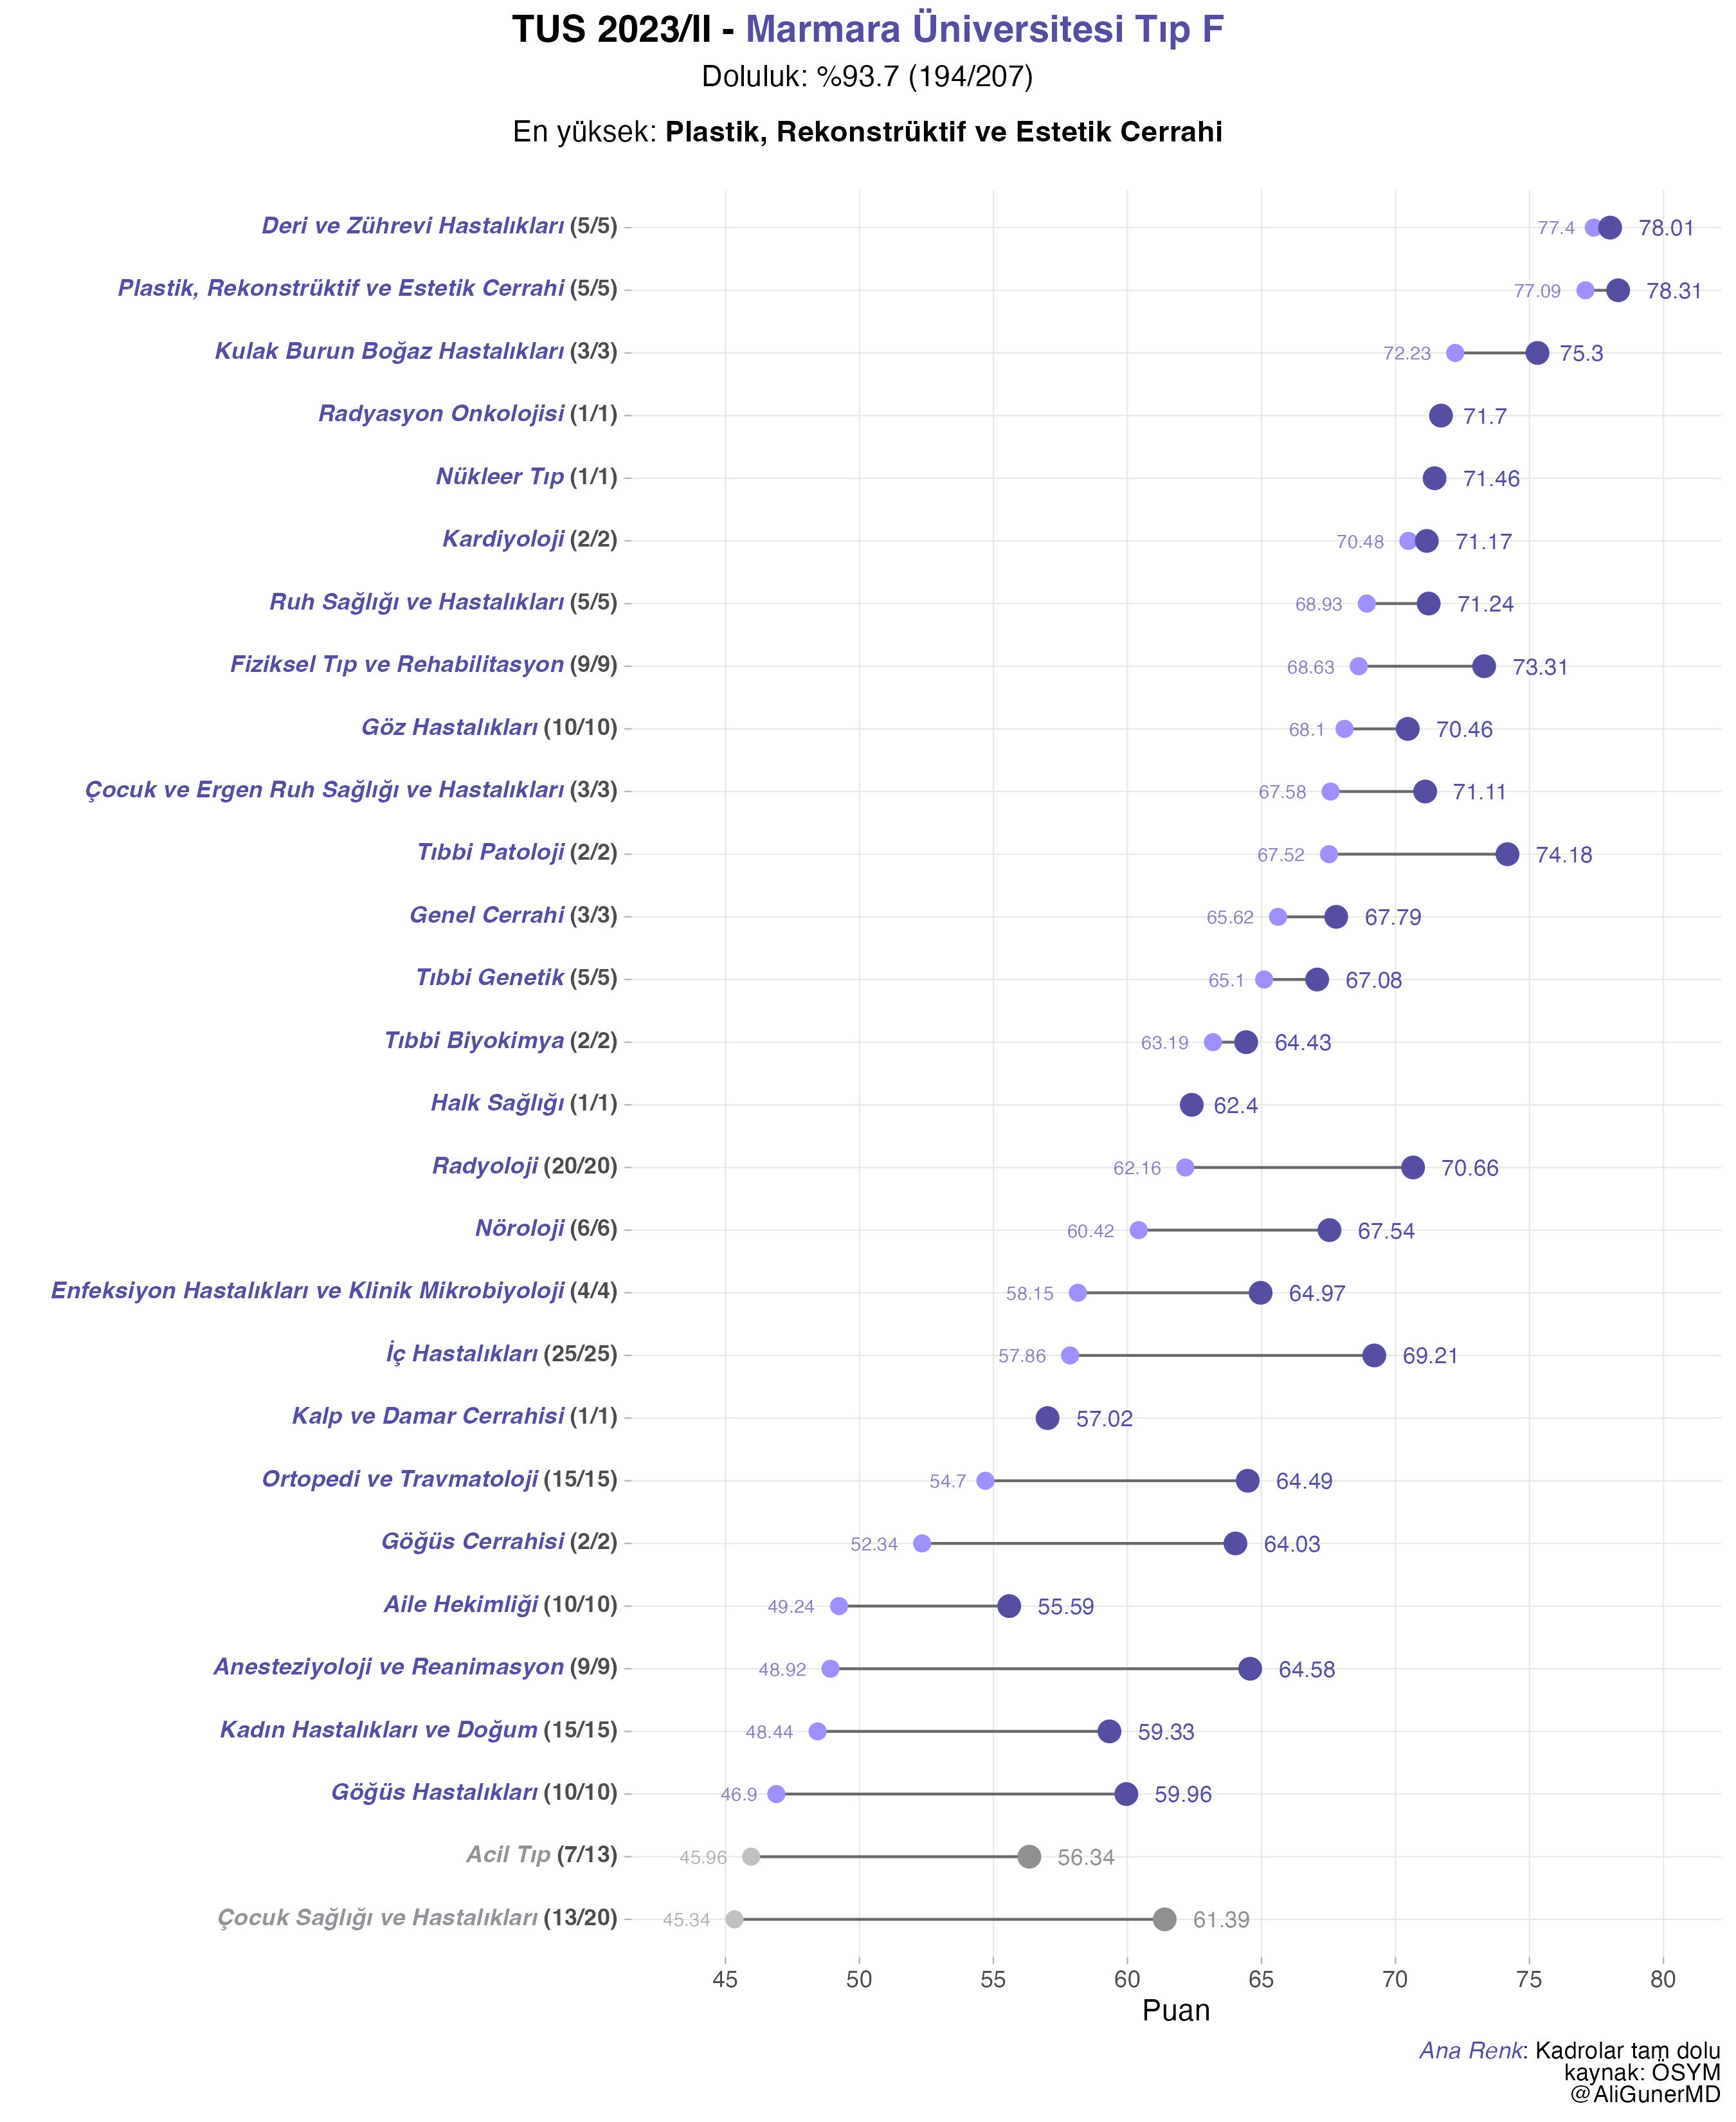 TUS 2023/II - Marmara Üniversitesi Tıp F
Doluluk: %93.7 (194/207)
En yüksek: Plastik, Rekonstrüktif ve Estetik Cerrahi
Deri ve Zührevi Hastalıkları (5/5) 77.4 78.01
Plastik, Rekonstrüktif ve Estetik Cerrahi (5/5) 77.09 78.31
Kulak Burun Boğaz Hastalıkları (3/3) 72.23 75.3
Radyasyon Onkolojisi (1/1) 71.7
Nükleer Tıp (1/1) 71.46
Kardiyoloji (2/2) 70.48 71.17
Ruh Sağlığı ve Hastalıkları (5/5) 68.93 71.24
Fiziksel Tıp ve Rehabilitasyon (9/9) 68.63 73.31
Göz Hastalıkları (10/10) 68.1 70.46
Çocuk ve Ergen Ruh Sağlığı ve Hastalıkları (3/3) 67.58 71.11
Tıbbi Patoloji (2/2) 67.52 74.18
Genel Cerrahi (3/3) 65.62 67.79
Tıbbi Genetik (5/5) 65.1 67.08
Tıbbi Biyokimya (2/2) 63.19 64.43
Halk Sağlığı (1/1) 62.4
Radyoloji (20/20) 62.16 70.66
Nöroloji (6/6) 60.42 67.54
Enfeksiyon Hastalıkları ve Klinik Mikrobiyoloji (4/4) 58.15 64.97
İç Hastalıkları (25/25) 57.86 69.21
Kalp ve Damar Cerrahisi (1/1) 57.02
Ortopedi ve Travmatoloji (15/15) 54.7 64.49
Göğüs Cerrahisi (2/2) 52.34 64.03
Aile Hekimliği (10/10) 49.24 55.59
Anesteziyoloji ve Reanimasyon (9/9) 48.92 64.58
Kadın Hastalıkları ve Doğum (15/15) 48.44 59.33
Göğüs Hastalıkları (10/10) 46.9 59.96
Acil Tıp (7/13) 45.96 56.34
Çocuk Sağlığı ve Hastalıkları (13/20) 45.34 61.39
45 50 55 60 65 70 75 80
Puan
Ana Renk: Kadrolar tam dolu
kaynak: ÖSYM
@AliGunerMD